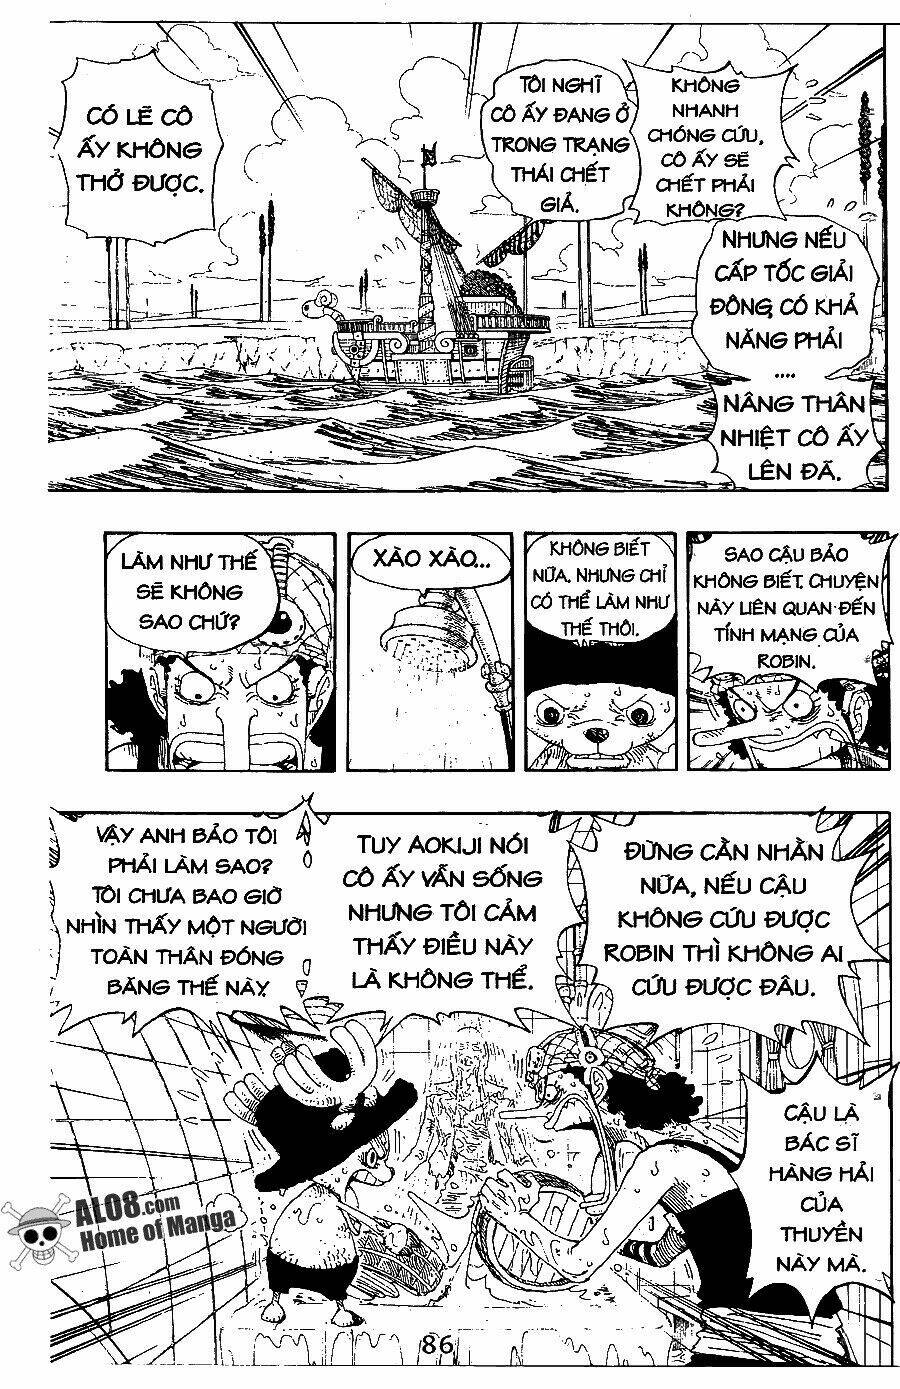 KHÔNG
NHANH
CHÓNG CỨU,
CÔ ẤY SẼ
CHẾT PHẢI
KHÔNG?
TÔI NGHĨ
CÔ ẤY ĐANG Ở
TRONG TRẠNG
THÁI CHẾT
GIẢ.
NHƯNG NẾU
CẤP TỐC GIẢI
ĐÔNG, CÓ KHẢ
NĂNG PHẢI
....
NÂNG THÂN
NHIỆT CÔ ẤY
LÊN ĐÃ.
CÓ LẼ CÔ
ẤY KHÔNG
THỞ ĐƯỢC.
SAO CẬU BẢO
KHÔNG BIẾT. CHUYỆN
NÀY LIÊN QUAN ĐẾN
TÍNH MẠNG CỦA
ROBIN.
KHÔNG BIẾT
NỮA. NHƯNG CHỈ
CÓ THỂ LÀM NHƯ
THẾ THÔI.
XÀO XÀO...
LÀM NHƯ THẾ
SẼ KHÔNG
SAO CHỨ?
ĐỪNG CẰN NHẰN
NỮA, NẾU CẬU
KHÔNG CỨU ĐƯỢC
ROBIN THÌ KHÔNG AI
CỨU ĐƯỢC ĐÂU.
TUY AOKIJI NÓI
CÔ ẤY VẪN SỐNG
NHƯNG TÔI CẢM
THẤY ĐIỀU NÀY
LÀ KHÔNG THỂ.
VẬY ANH BẢO TÔI
PHẢI LÀM SAO?
TÔI CHƯA BAO GIỜ
NHÌN THẤY MỘT NGƯỜI
TOÀN THÂN ĐÓNG
BĂNG THẾ NÀY.
CẬU LÀ
BÁC SĨ
HÀNG HẢI
CỦA
THUYỀN
NÀY MÀ.
AL08.com
Home of Manga
86